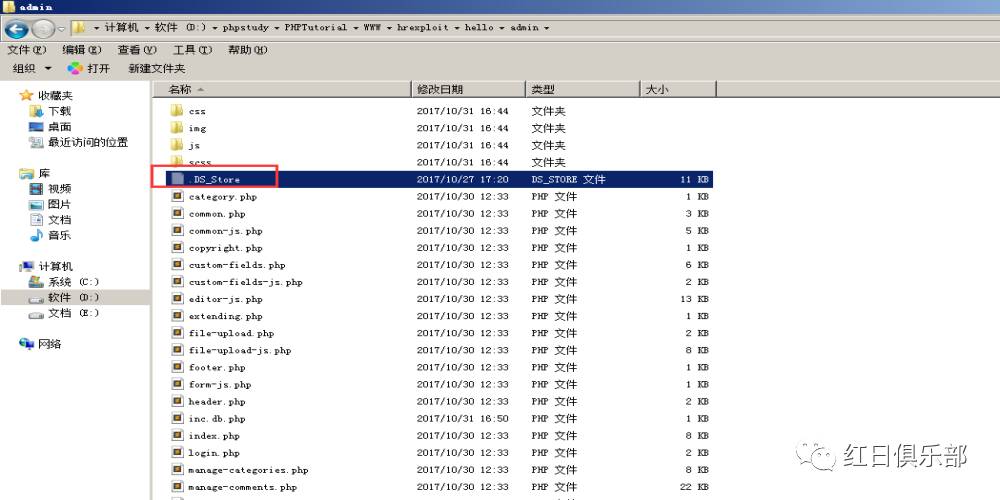 admin
计算机 软件 (D:) phpstudy PHPTutorial WWW hrexploit hello admin
文件(F) 编辑(E) 查看(V) 工具(T) 帮助(H)
组织 打开 新建文件夹
收藏夹
下载
桌面
最近访问的位置
库
视频
图片
文档
音乐
计算机
系统 (C:)
软件 (D:)
文档 (E:)
网络
名称 修改日期 类型 大小
css 2017/10/31 16:44 文件夹
img 2017/10/31 16:44 文件夹
js 2017/10/31 16:44 文件夹
scss 2017/10/31 16:44 文件夹
.DS_Store 2017/10/27 17:20 DS_STORE 文件 11 KB
category.php 2017/10/30 12:33 PHP 文件 1 KB
common.php 2017/10/30 12:33 PHP 文件 3 KB
common-js.php 2017/10/30 12:33 PHP 文件 5 KB
copyright.php 2017/10/30 12:33 PHP 文件 1 KB
custom-fields.php 2017/10/30 12:33 PHP 文件 6 KB
custom-fields-js.php 2017/10/30 12:33 PHP 文件 2 KB
editor-js.php 2017/10/30 12:33 PHP 文件 13 KB
extending.php 2017/10/30 12:33 PHP 文件 1 KB
file-upload.php 2017/10/30 12:33 PHP 文件 2 KB
file-upload-js.php 2017/10/30 12:33 PHP 文件 8 KB
footer.php 2017/10/30 12:33 PHP 文件 1 KB
form-js.php 2017/10/30 12:33 PHP 文件 1 KB
header.php 2017/10/30 12:33 PHP 文件 2 KB
inc.db.php 2017/10/31 16:50 PHP 文件 1 KB
index.php 2017/10/30 12:33 PHP 文件 8 KB
login.php 2017/10/30 12:33 PHP 文件 2 KB
manage-categories.php 2017/10/30 12:33 PHP 文件 8 KB
manage-comments.php 2017/10/30 12:33 PHP 文件 22 KB
红日俱乐部